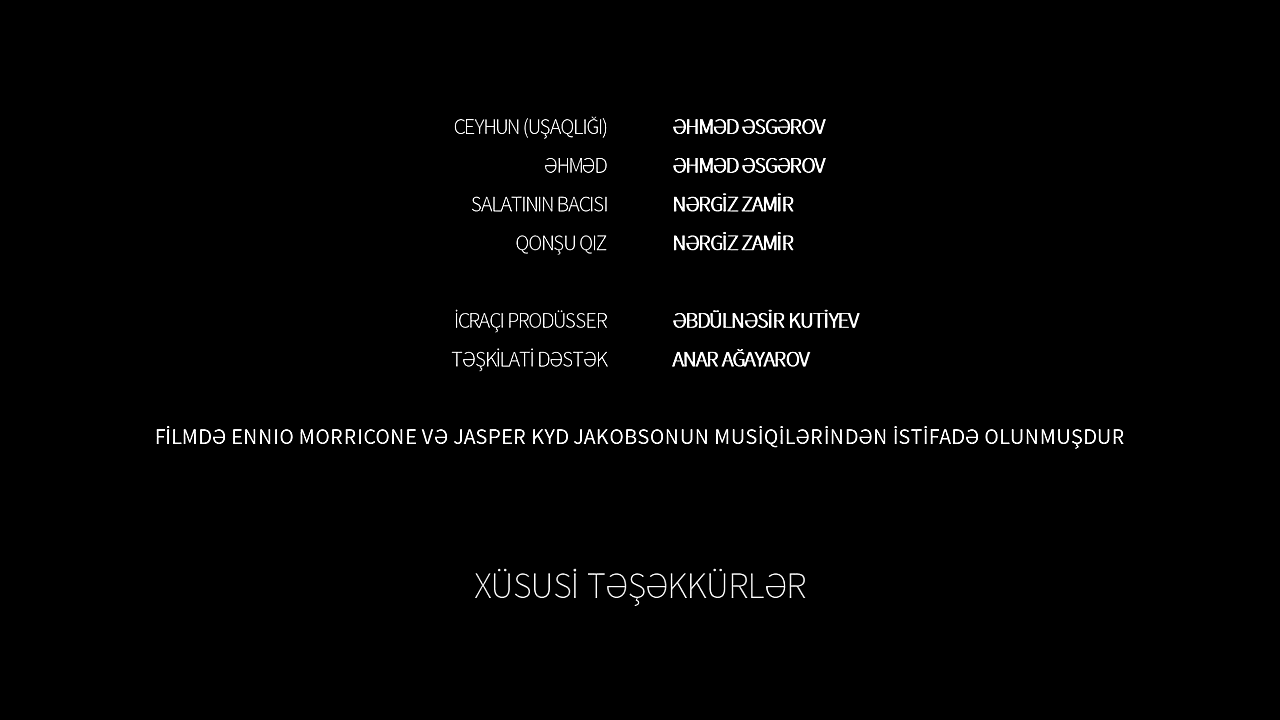 CEYHUN (UŞAQLIĞI) ƏHMƏD ƏSGƏROV
ƏHMƏD ƏHMƏD ƏSGƏROV
SALATININ BACISI NƏRGİZ ZAMİR
QONŞU QIZ NƏRGİZ ZAMİR
İCRAÇI PRODÜSSER ƏBDÜLNƏSİR KUTİYEV
TƏŞKİLATİ DƏSTƏK ANAR AĞAYAROV
FİLMDƏ ENNIO MORRICONE VƏ JASPER KYD JAKOBSONUN MUSİQİLƏRİNDƏN İSTİFADƏ OLUNMUŞDUR
XÜSUSİ TƏŞƏKKÜRLƏR